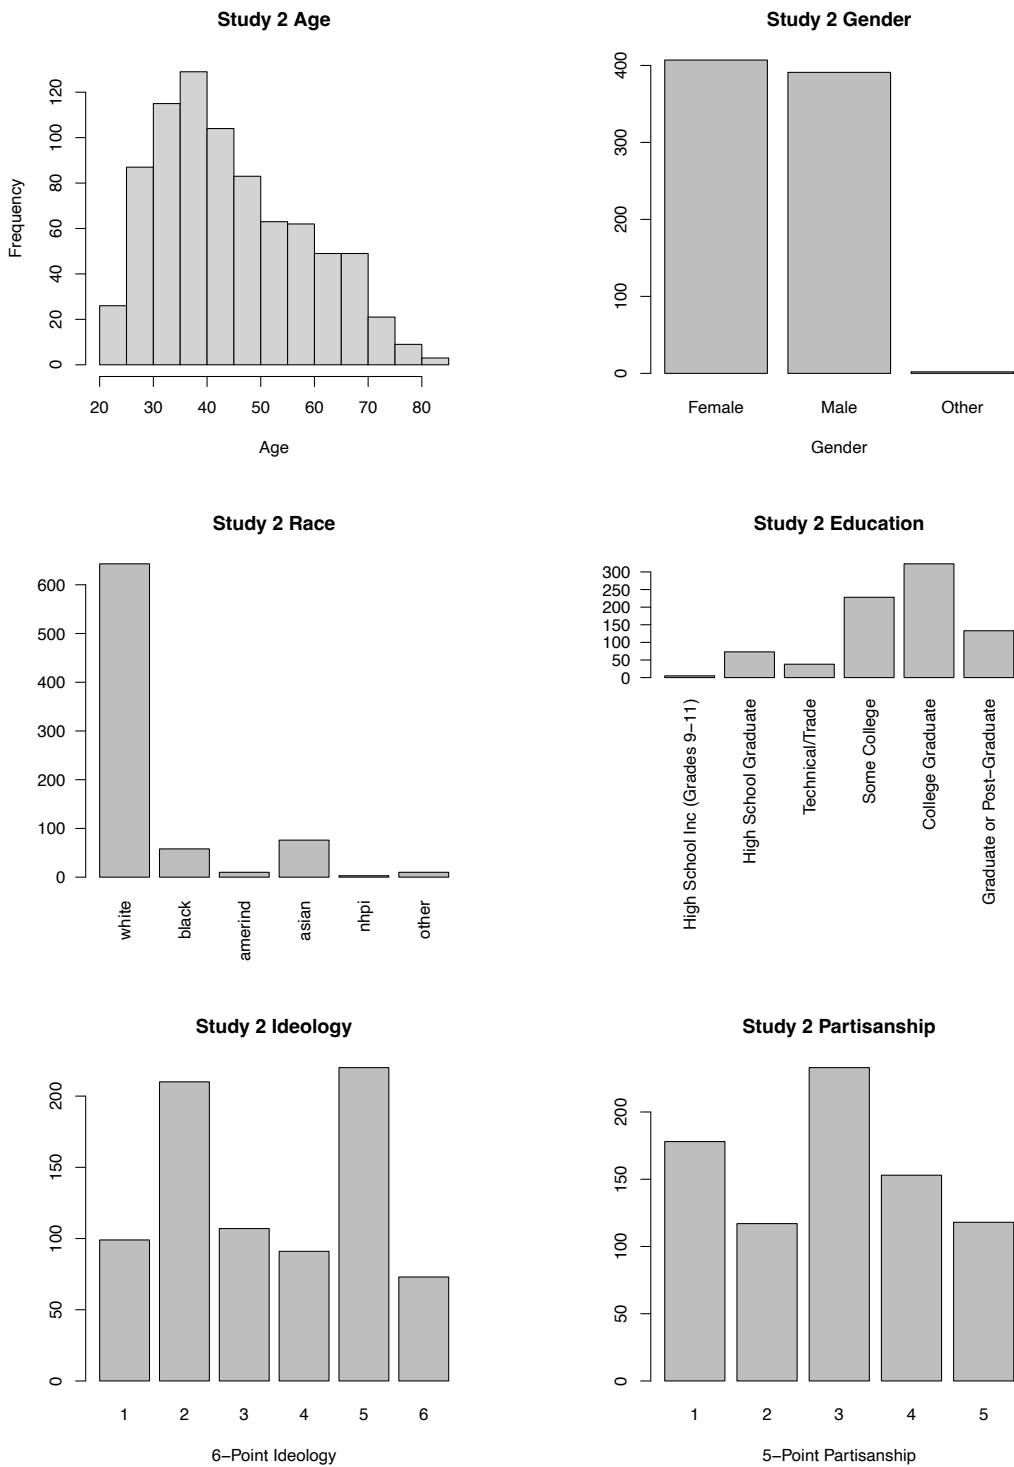 Study 2 Age
Frequency
0 20 40 60 80 100 120
20 30 40 50 60 70 80
Age
Study 2 Gender
0 100 200 300 400
Female Male Other
Gender
Study 2 Race
600
500
400
300
200
100
0
white black amerind asian nhpi other
Study 2 Education
300
250
200
150
100
50
0
High School Inc (Grades 9−11)
High School Graduate
Technical/Trade
Some College
College Graduate
Graduate or Post−Graduate
Study 2 Ideology
0 50 100 150 200
1 2 3 4 5 6
6−Point Ideology
Study 2 Partisanship
0 50 100 150 200
1 2 3 4 5
5−Point Partisanship